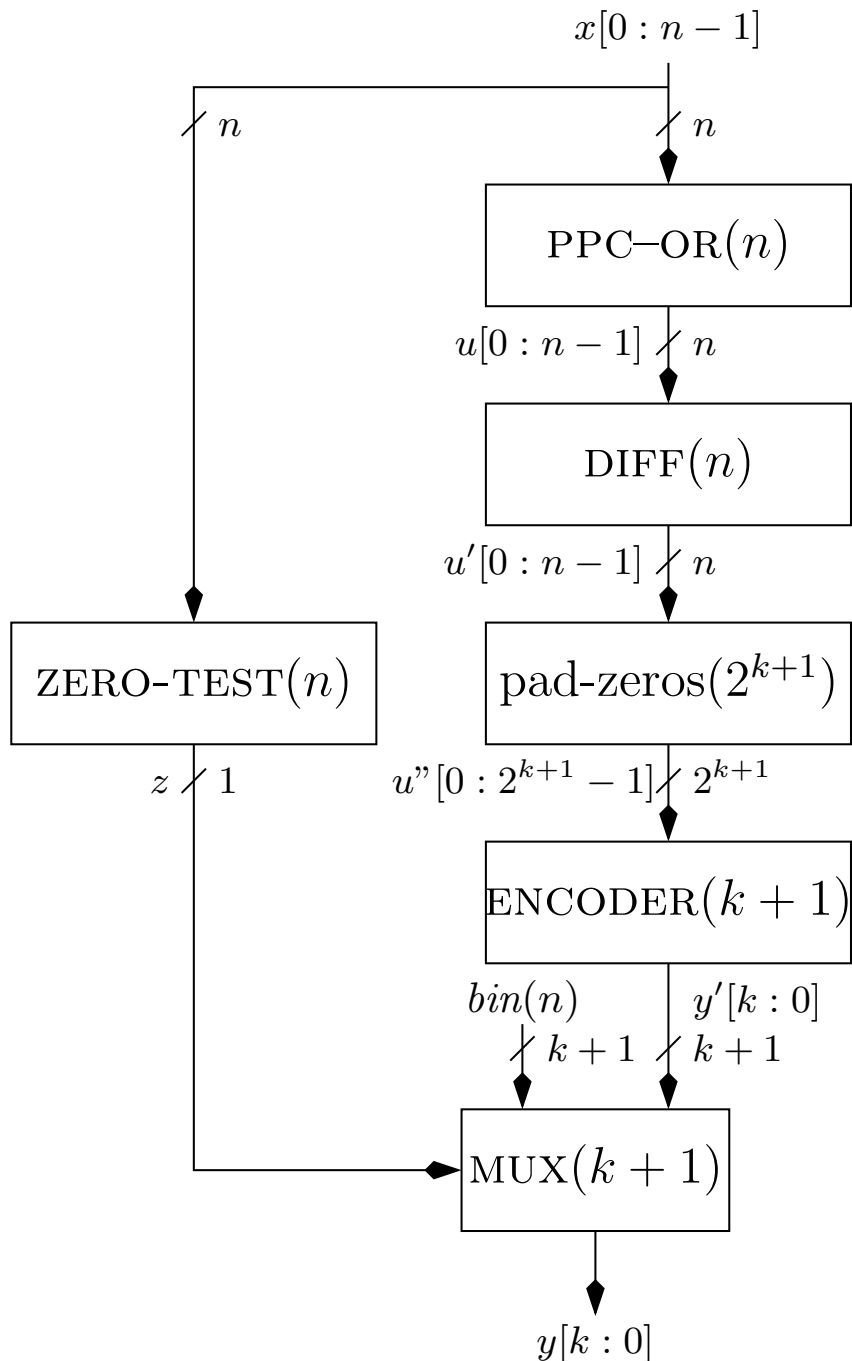 x[0 : n − 1]
n
n
PPC–OR(n)
u[0 : n − 1]
n
DIFF(n)
u′[0 : n − 1]
n
ZERO-TEST(n)
pad-zeros(2^{k+1})
z
1
u”[0 : 2^{k+1} − 1]
2^{k+1}
ENCODER(k + 1)
bin(n)
y′[k : 0]
k + 1
k + 1
MUX(k + 1)
y[k : 0]